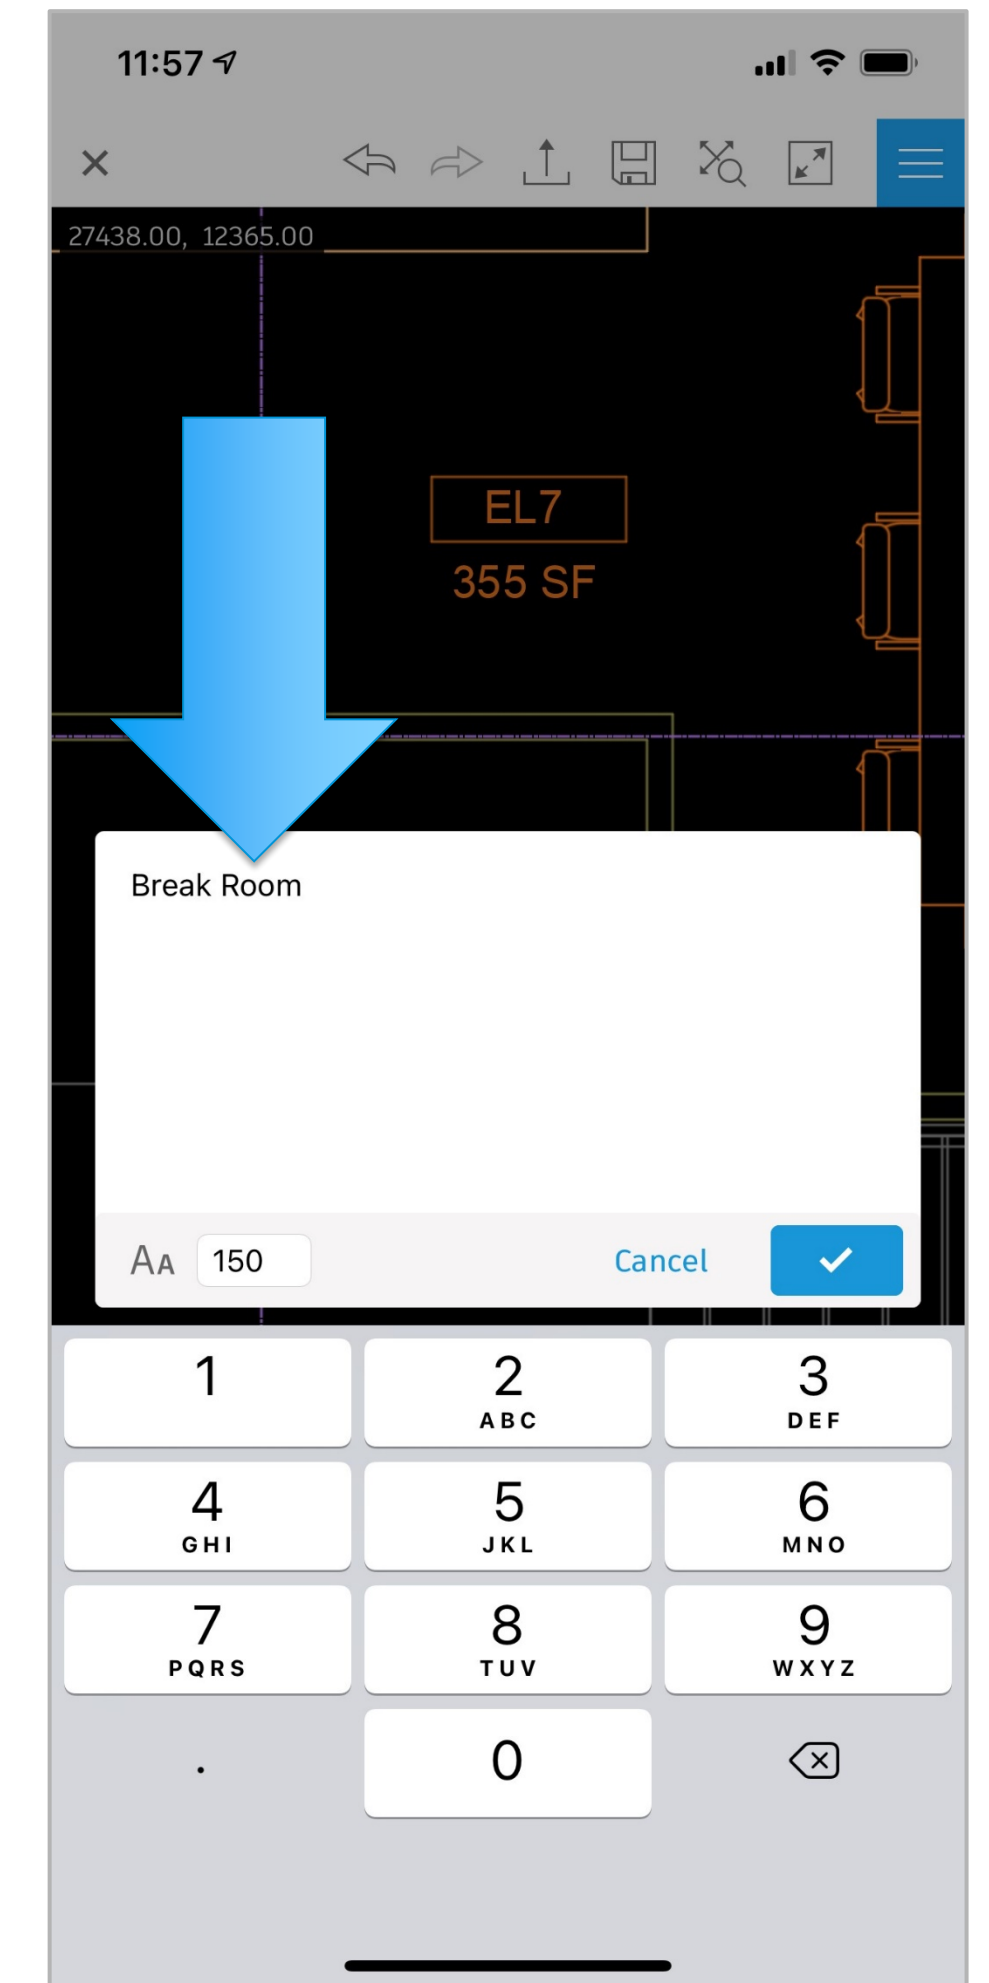 11:57
27438.00, 12365.00
EL7
355 SF
Break Room
AA 150 Cancel
1 2 3
ABC DEF
4 5 6
GHI JKL MNO
7 8 9
PQRS TUV WXYZ
. 0